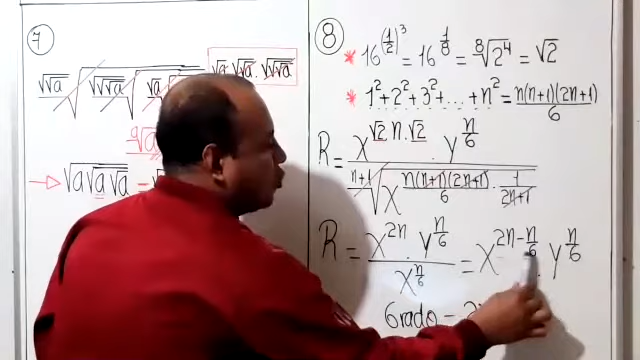 7
√√a √ √√√a √ √a √a · √√a · √√√a
⁹√a
→ √a√a√a =
8
* 16^(1/2)^3 = 16^(1/8) = ⁸√2^4 = √2
* 1² + 2² + 3² + ... + n² = n(n+1)(2n+1)/6
R = x^(√2 n·√2) y^(n/6) / ⁿ⁺¹√x^(n(n+1)(2n+1)/6 · 1/(2n+1))
R = x^(2n) · y^(n/6) / x^(n/6) = x^(2n-n/6) · y^(n/6)
Grado = 2